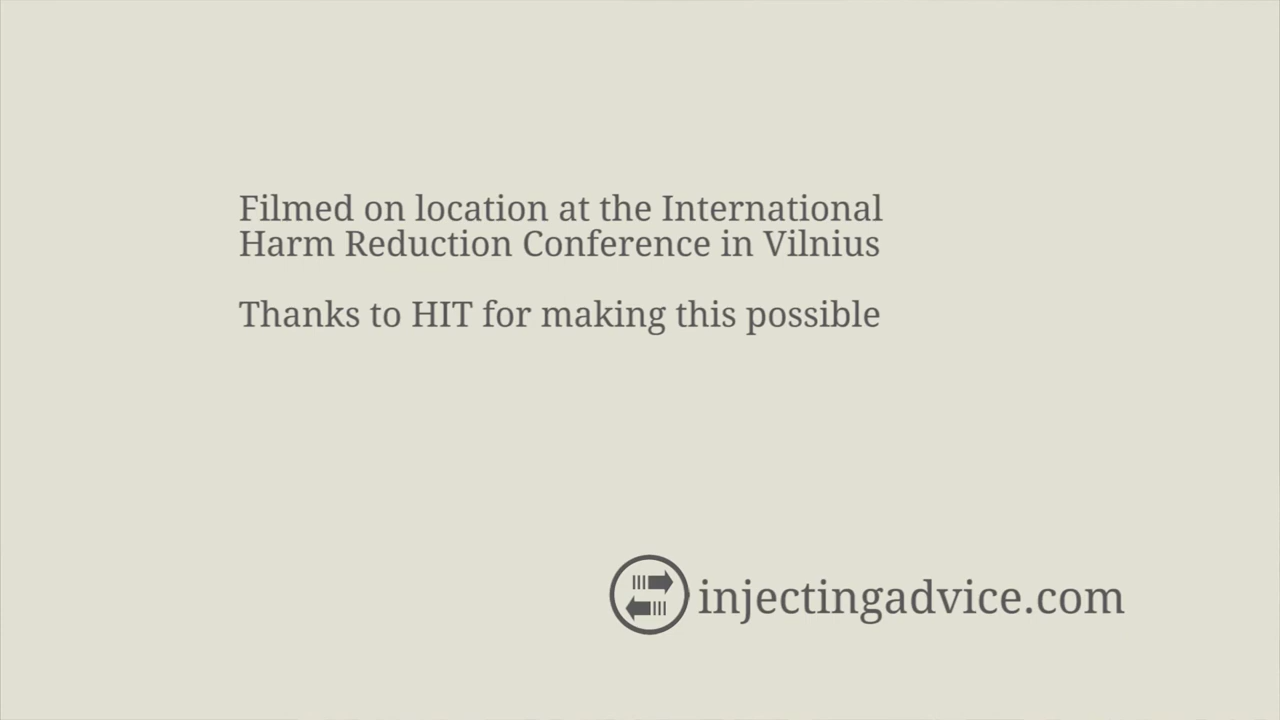 Filmed on location at the International
Harm Reduction Conference in Vilnius
Thanks to HIT for making this possible
injectingadvice.com